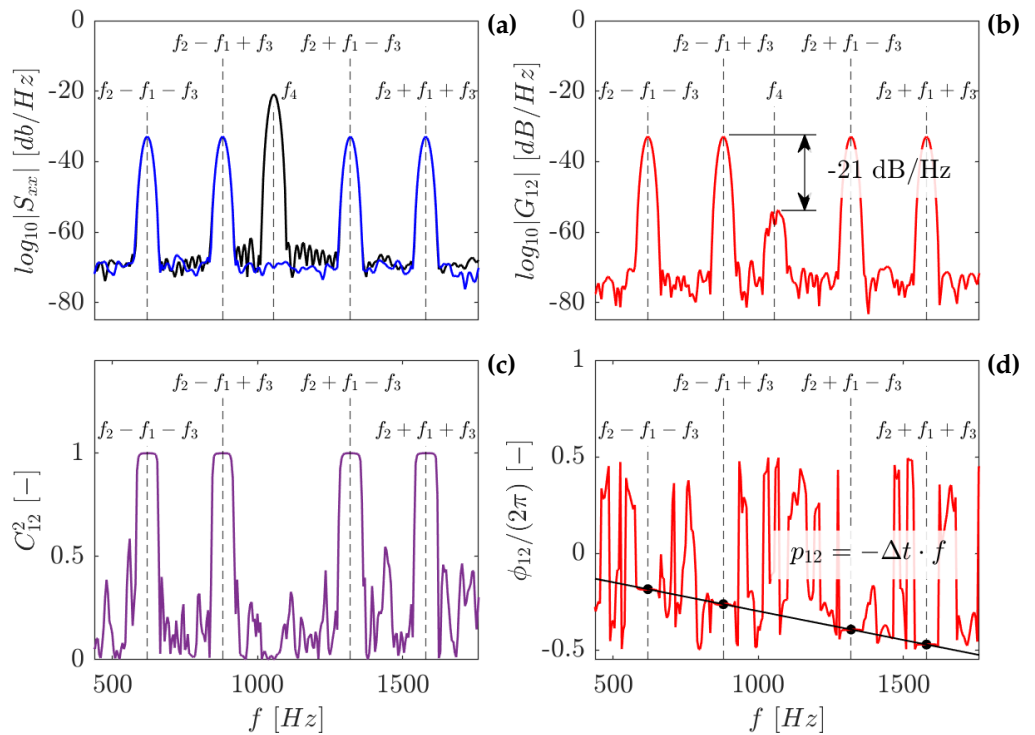 (a)
0
-20
-40
-60
-80
log₁₀|Sₓₓ| [db/Hz]
f₂ − f₁ + f₃
f₂ + f₁ − f₃
f₂ − f₁ − f₃
f₄
f₂ + f₁ + f₃
(b)
0
-20
-40
-60
-80
log₁₀|G₁₂| [dB/Hz]
f₂ − f₁ + f₃
f₂ + f₁ − f₃
f₂ − f₁ − f₃
f₄
f₂ + f₁ + f₃
-21 dB/Hz
(c)
1
0.5
0
C²₁₂ [−]
f₂ − f₁ + f₃
f₂ + f₁ − f₃
f₂ − f₁ − f₃
f₂ + f₁ + f₃
500
1000
1500
f [Hz]
(d)
1
0.5
0
-0.5
ϕ₁₂/(2π) [−]
f₂ − f₁ + f₃
f₂ + f₁ − f₃
f₂ − f₁ − f₃
f₂ + f₁ + f₃
p₁₂ = −Δt · f
500
1000
1500
f [Hz]